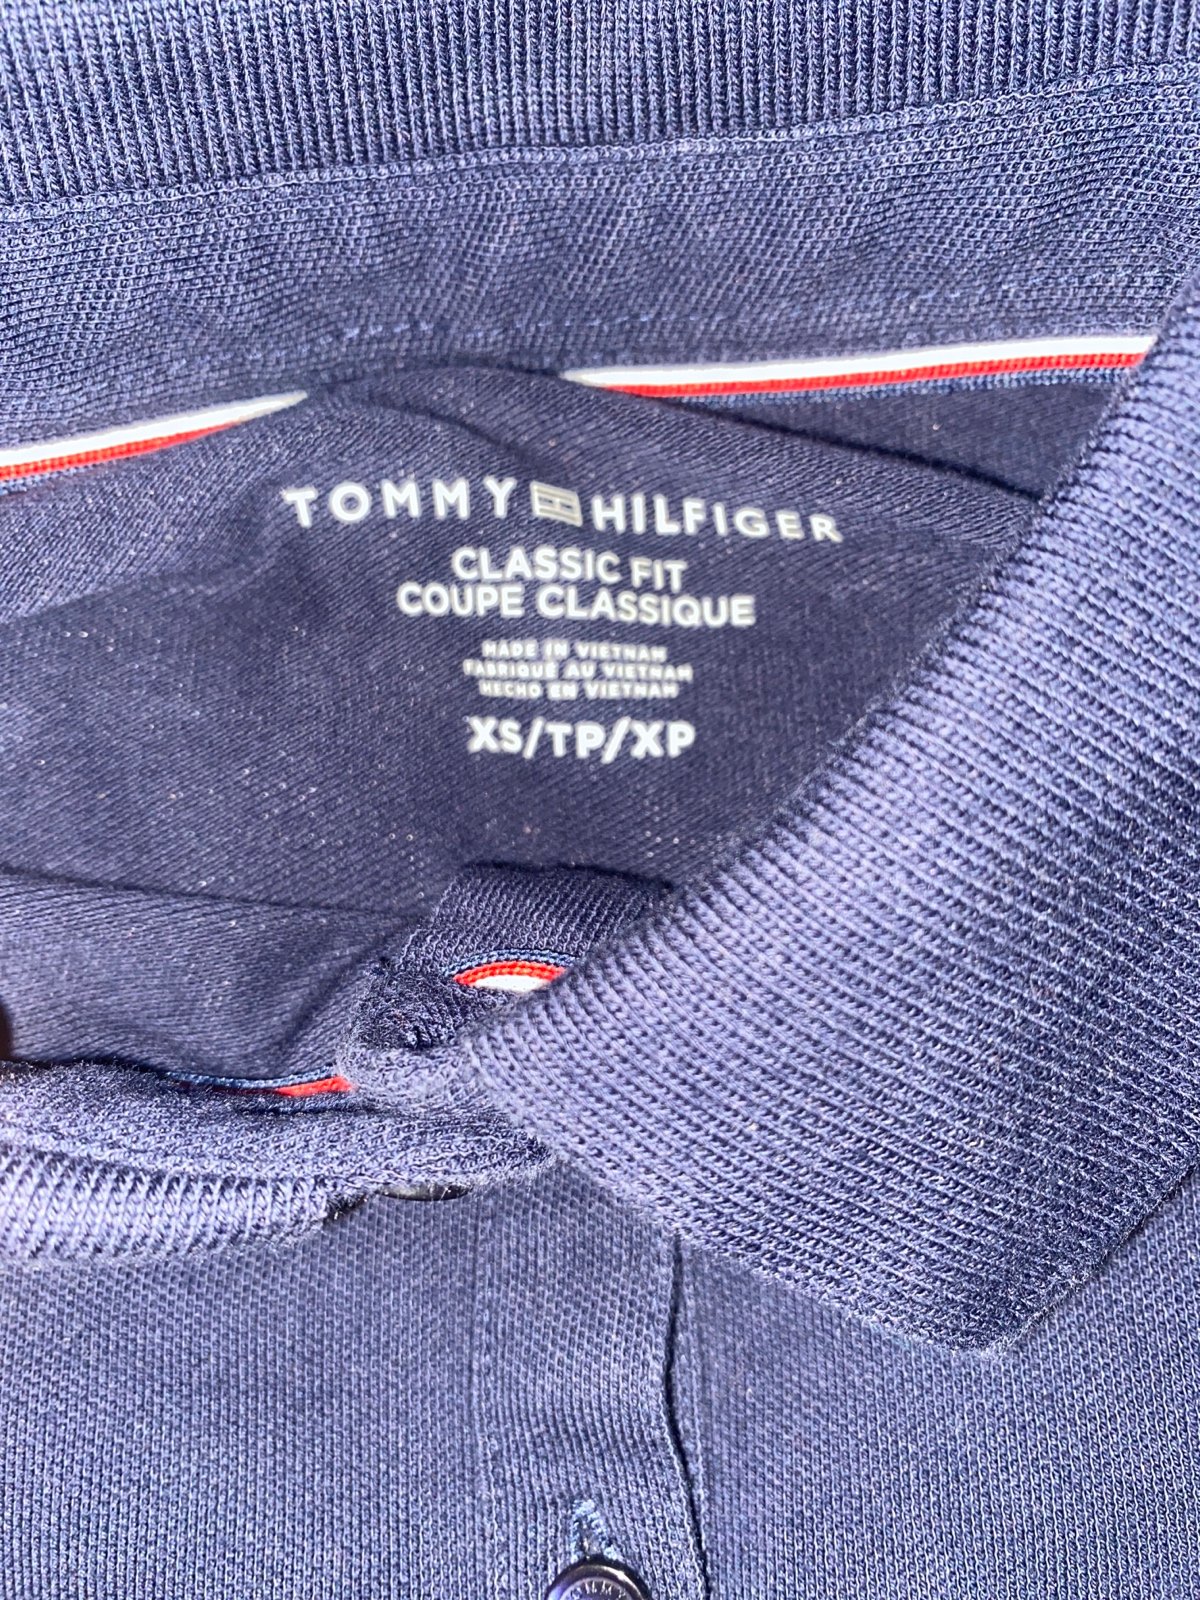 TOMMY HILFIGER
CLASSIC FIT
COUPE CLASSIQUE
MADE IN VIETNAM
FABRIQUÉ AU VIETNAM
HECHO EN VIETNAM
XS/TP/XP